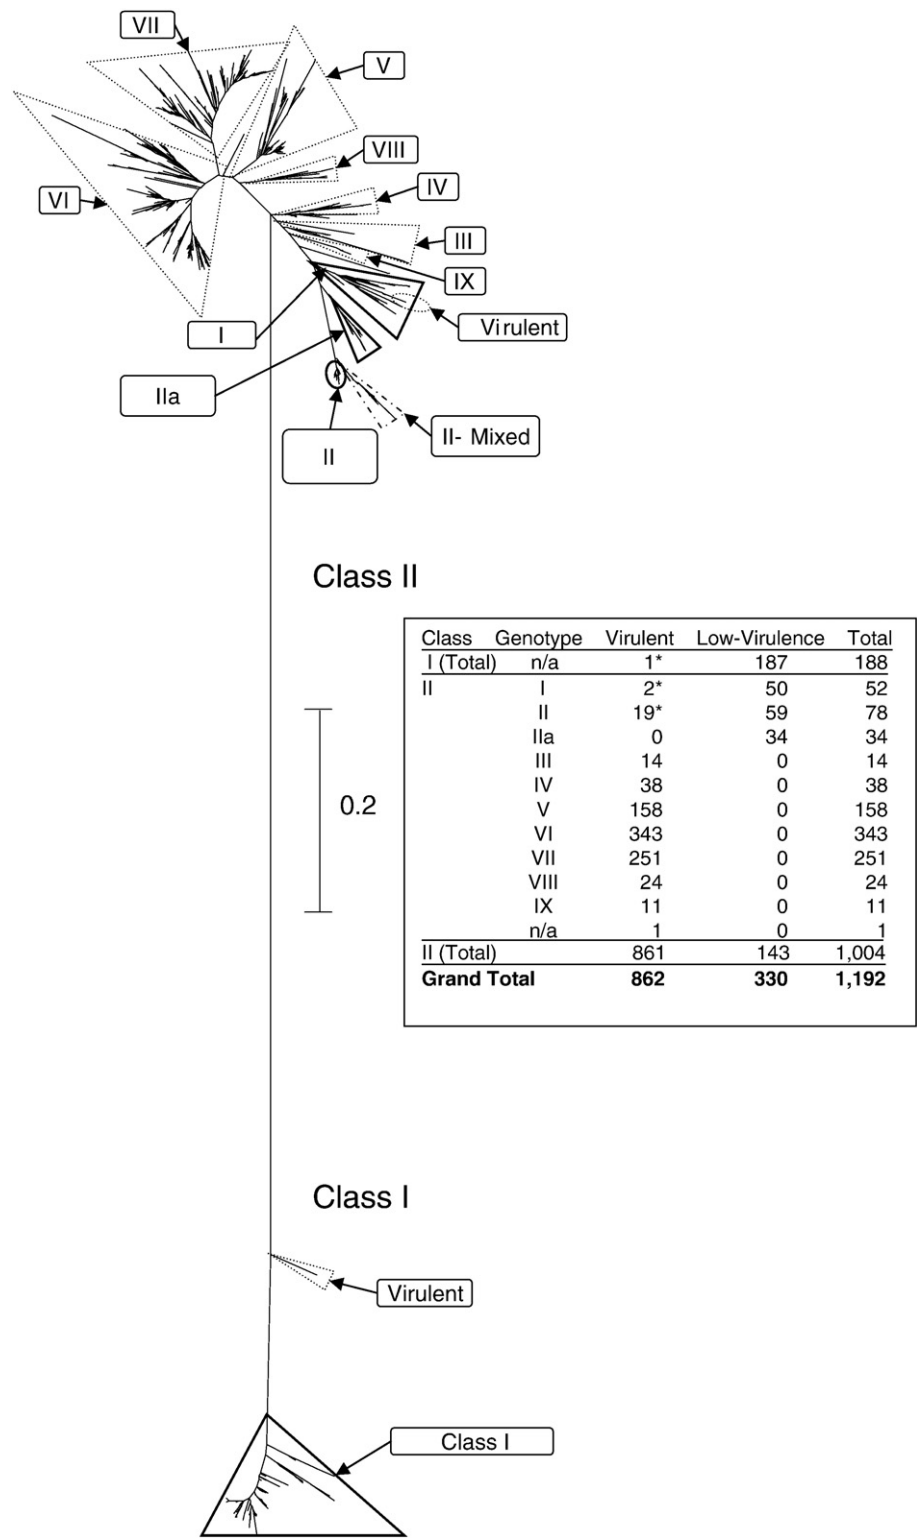 VII
V
VIII
VI
IV
III
IX
I
Virulent
IIa
II- Mixed
II
Class II
Class Genotype Virulent Low-Virulence Total
I (Total) n/a 1* 187 188
II I 2* 50 52
II 19* 59 78
IIa 0 34 34
III 14 0 14
IV 38 0 38
V 158 0 158
VI 343 0 343
VII 251 0 251
VIII 24 0 24
IX 11 0 11
n/a 1 0 1
II (Total) 861 143 1,004
Grand Total 862 330 1,192
0.2
Class I
Virulent
Class I